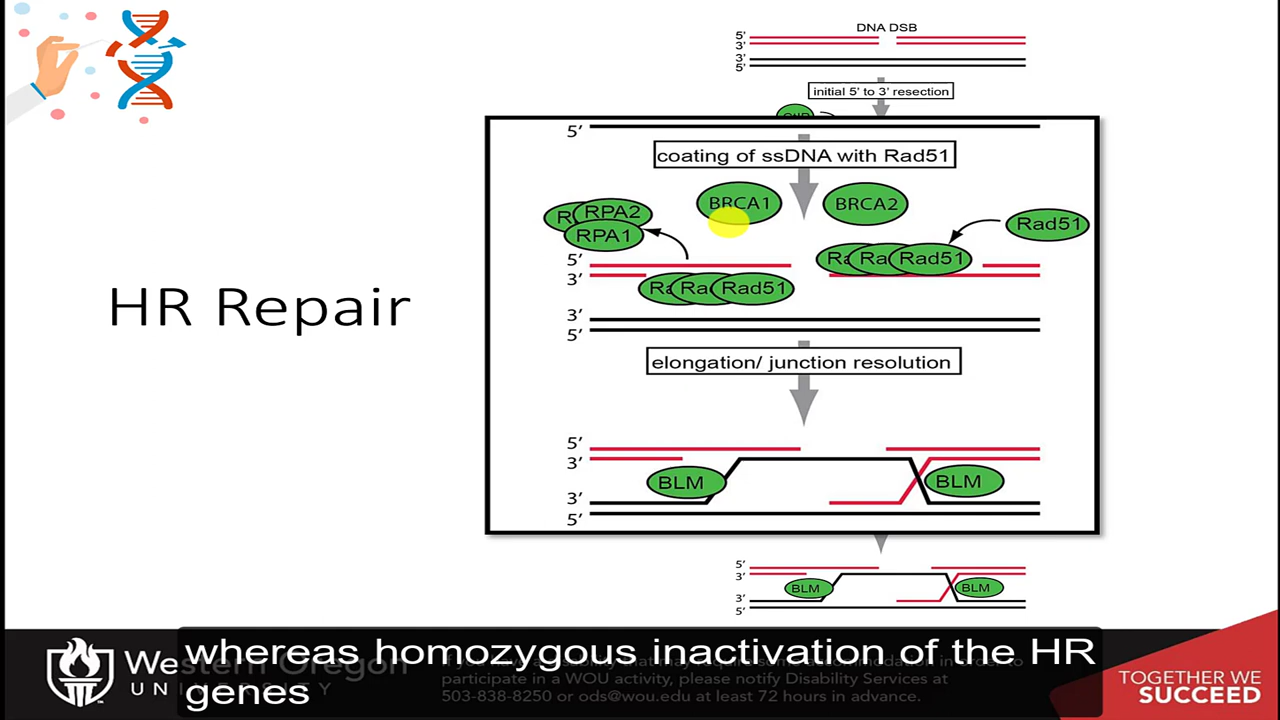 DNA DSB
5'
3'
3'
5'
initial 5' to 3' resection
5'
coating of ssDNA with Rad51
BRCA1
BRCA2
RPA2
RPA1
Rad51
5'
3'
Rad51
Rad51
3'
5'
HR Repair
elongation/ junction resolution
5'
3'
BLM
BLM
3'
5'
5'
3'
BLM
BLM
3'
5'
whereas homozygous inactivation of the HR
genes
Western Oregon
UNIVERSITY
participate in a WOU activity, please notify Disability Services at
503-838-8250 or ods@wou.edu at least 72 hours in advance.
TOGETHER WE
SUCCEED